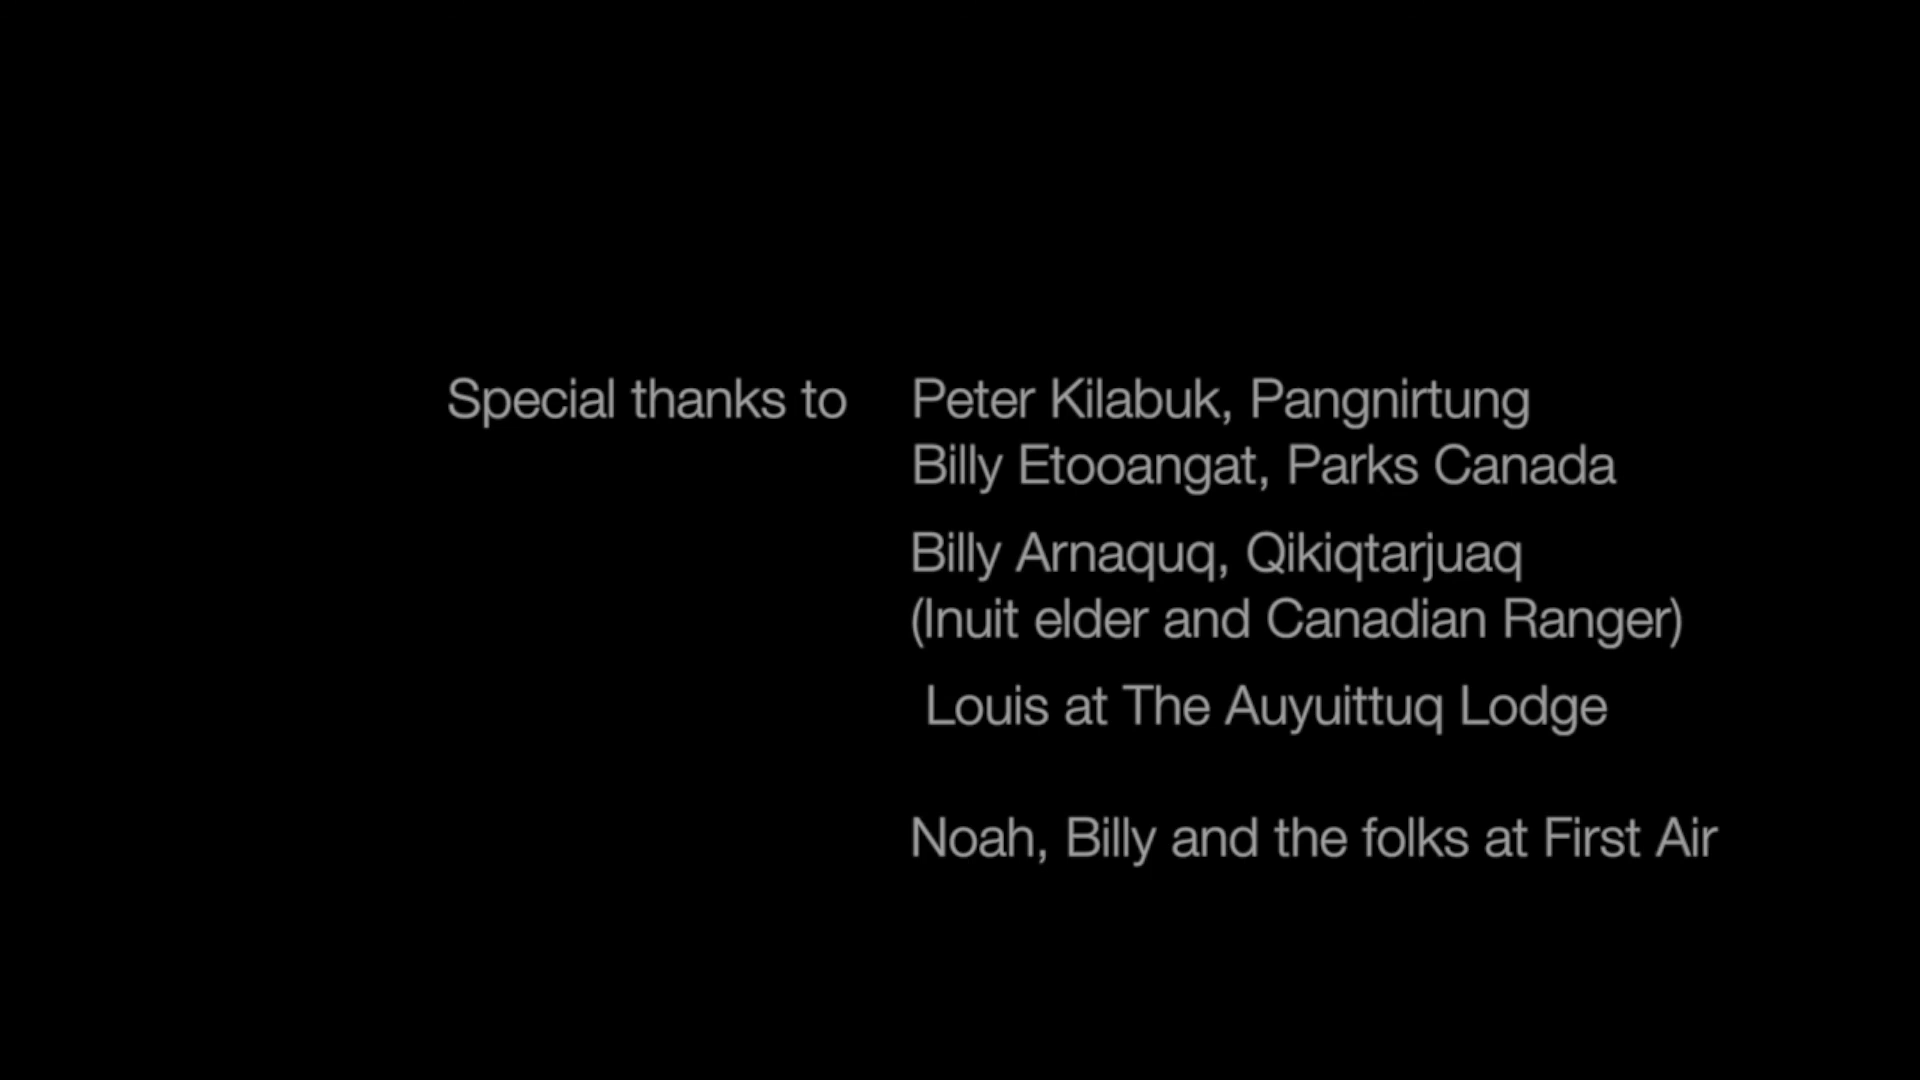 Special thanks to Peter Kilabuk, Pangnirtung
Billy Etooangat, Parks Canada
Billy Arnaquq, Qikiqtarjuaq
(Inuit elder and Canadian Ranger)
Louis at The Auyuittuq Lodge
Noah, Billy and the folks at First Air